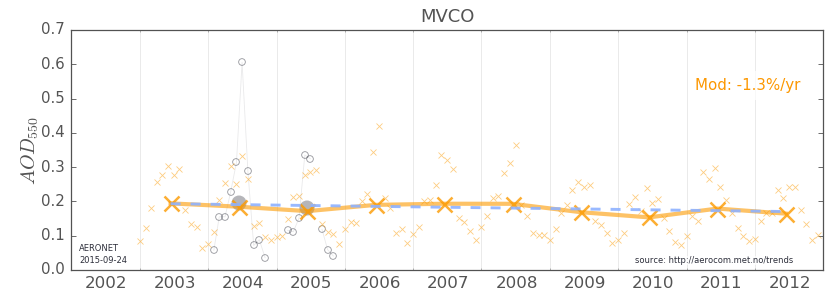 MVCO
0.7
0.6
0.5
0.4
0.3
0.2
0.1
0.0
AOD550
Mod: -1.3%/yr
AERONET
2015-09-24
source: http://aerocom.met.no/trends
2002 2003 2004 2005 2006 2007 2008 2009 2010 2011 2012